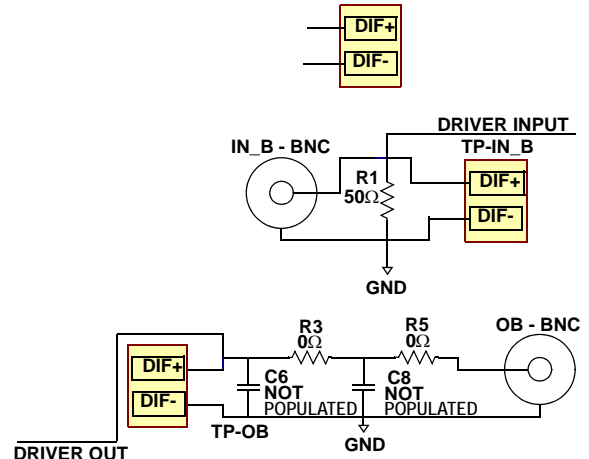 DIF+
DIF-
DRIVER INPUT
IN_B - BNC
TP-IN_B
R1
50Ω
DIF+
DIF-
GND
R3
0Ω
R5
0Ω
OB - BNC
DIF+
DIF-
C6
NOT
POPULATED
C8
NOT
POPULATED
TP-OB
GND
DRIVER OUT